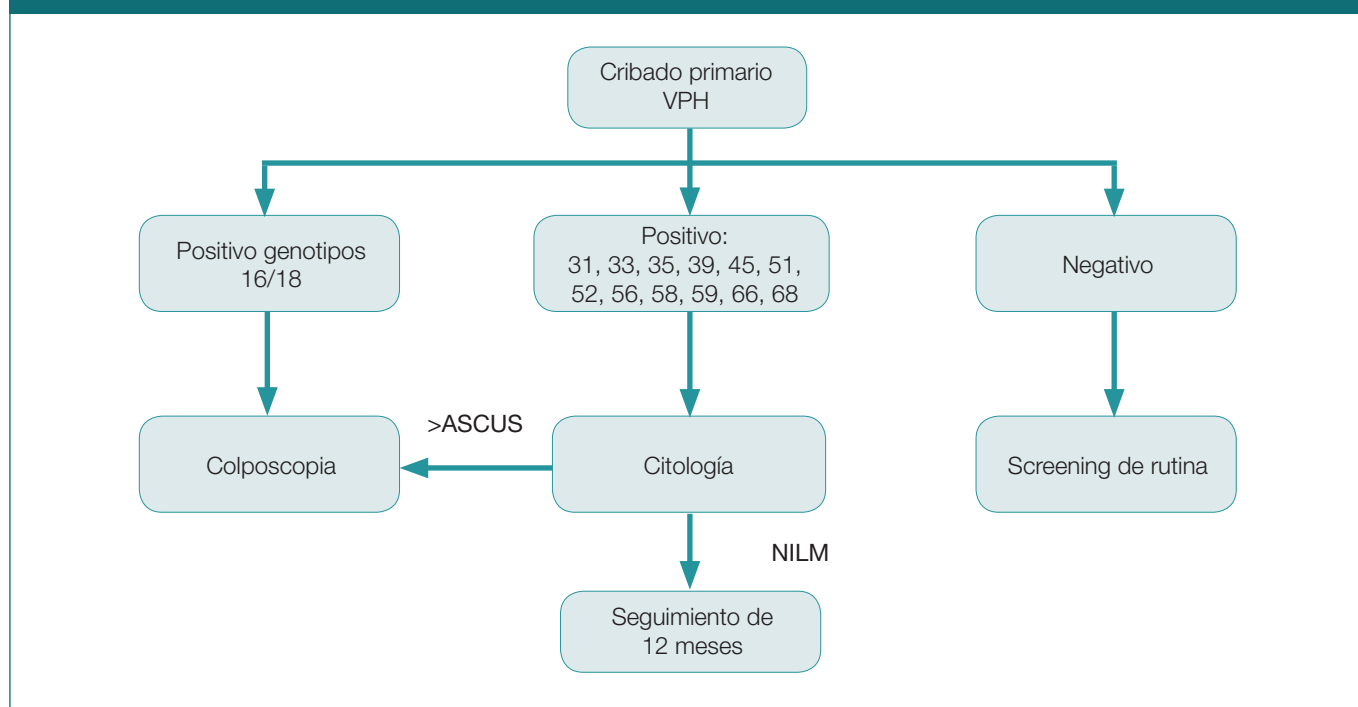 Cribado primario
VPH
Positivo genotipos
16/18
Positivo:
31, 33, 35, 39, 45, 51,
52, 56, 58, 59, 66, 68
Negativo
>ASCUS
Colposcopia
Citología
Screening de rutina
NILM
Seguimiento de
12 meses